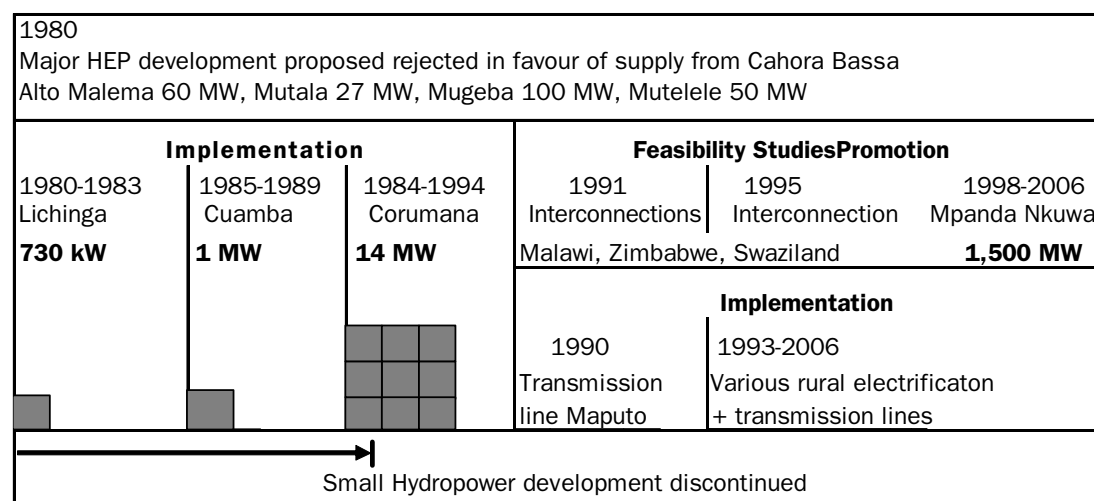 1980
Major HEP development proposed rejected in favour of supply from Cahora Bassa
Alto Malema 60 MW, Mutala 27 MW, Mugeba 100 MW, Mutelele 50 MW
Implementation
1980-1983
Lichinga
730 kW
1985-1989
Cuamba
1 MW
1984-1994
Corumana
14 MW
Feasibility StudiesPromotion
1991
Interconnections
1995
Interconnection
Malawi, Zimbabwe, Swaziland
1998-2006
Mpanda Nkuwa
1,500 MW
Implementation
1990
Transmission
line Maputo
1993-2006
Various rural electrificaton
+ transmission lines
Small Hydropower development discontinued